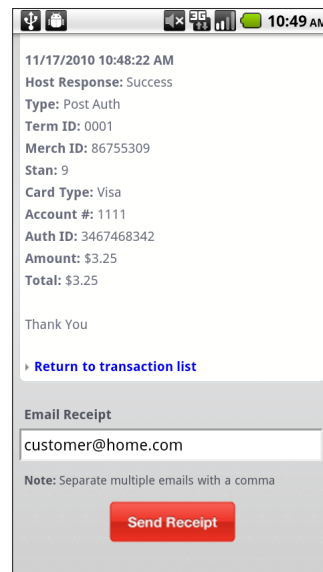 3G
10:49 AM
11/17/2010 10:48:22 AM
Host Response: Success
Type: Post Auth
Term ID: 0001
Merch ID: 86755309
Stan: 9
Card Type: Visa
Account #: 1111
Auth ID: 3467468342
Amount: $3.25
Total: $3.25
Thank You
Return to transaction list
Email Receipt
customer@home.com
Note: Separate multiple emails with a comma
Send Receipt